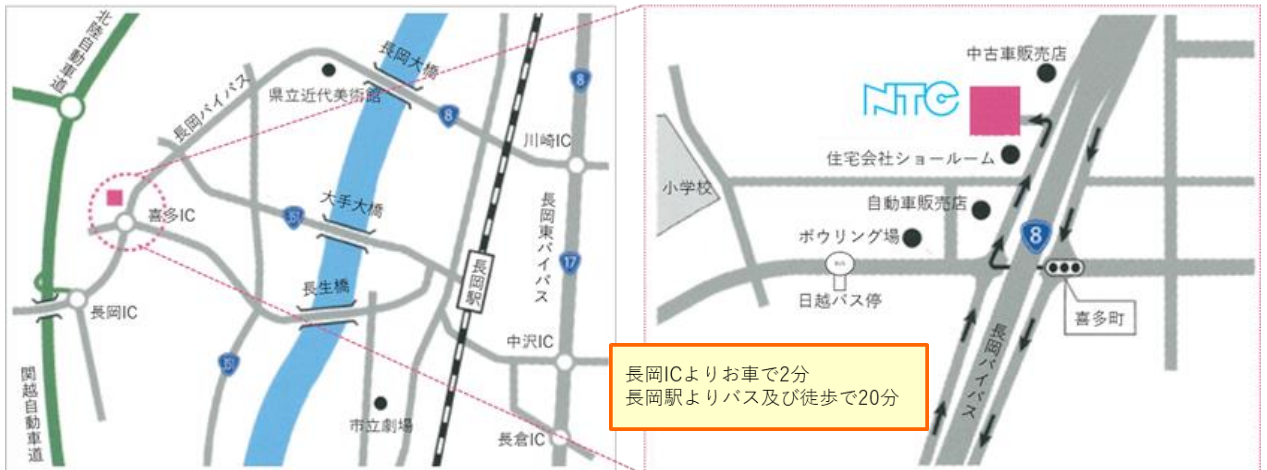 北陸自動車道
長岡バイパス
県立近代美術館
長岡大橋
8
8
川崎IC
大手大橋
351
喜多IC
長岡東バイパス
17
長岡駅
長生橋
長岡IC
351
中沢IC
関越自動車道
市立劇場
長倉IC
中古車販売店
NTC
住宅会社ショールーム
小学校
自動車販売店
8
ボウリング場
BUS
日越バス停
喜多町
長岡バイパス
長岡ICよりお車で2分
長岡駅よりバス及び徒歩で20分